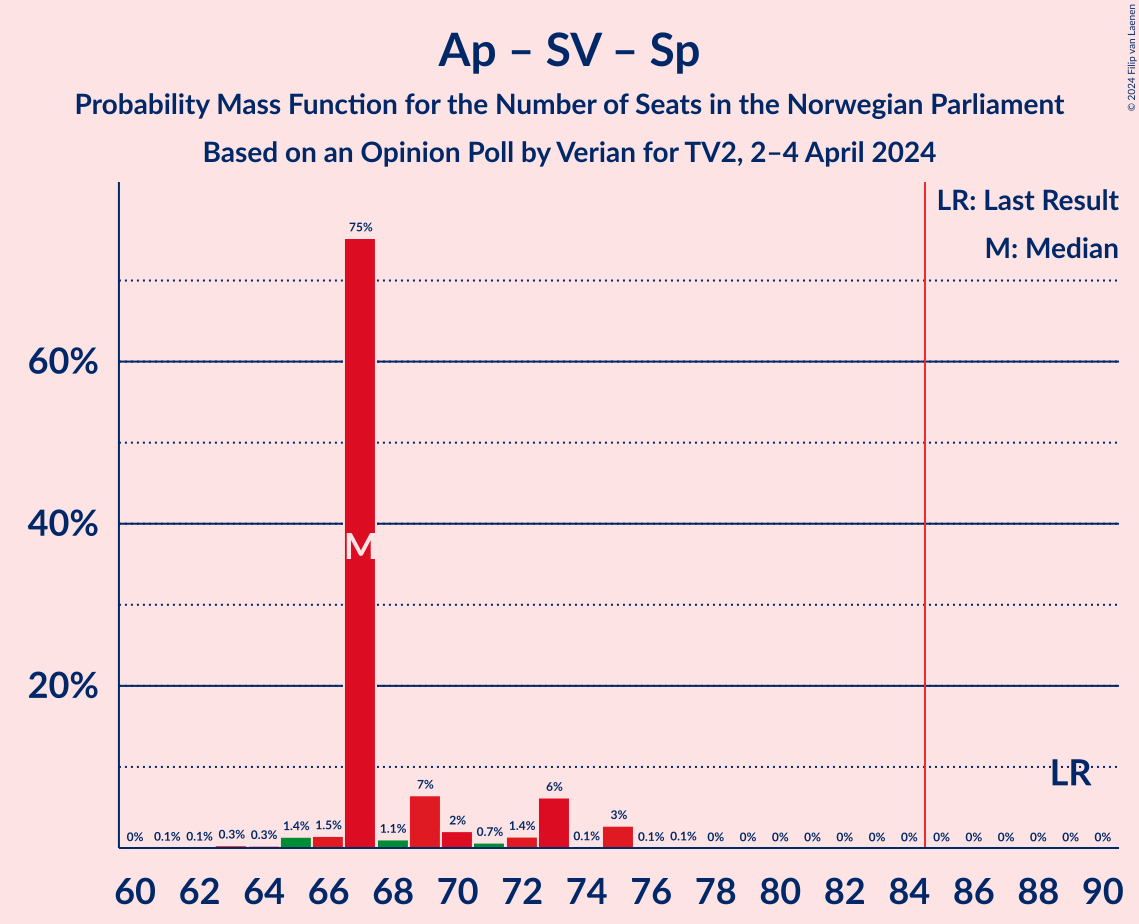 Ap – SV – Sp
Probability Mass Function for the Number of Seats in the Norwegian Parliament
Based on an Opinion Poll by Verian for TV2, 2–4 April 2024
© 2024 Filip van Laenen
LR: Last Result
M: Median
75%
60%
40%
M
20%
LR
0% 0.1% 0.1% 0.3% 0.3% 1.4% 1.5% 1.1% 7% 2% 0.7% 1.4% 6% 0.1% 3% 0.1% 0.1% 0% 0% 0% 0% 0% 0% 0% 0% 0% 0% 0% 0% 0% 0%
60 62 64 66 68 70 72 74 76 78 80 82 84 86 88 90